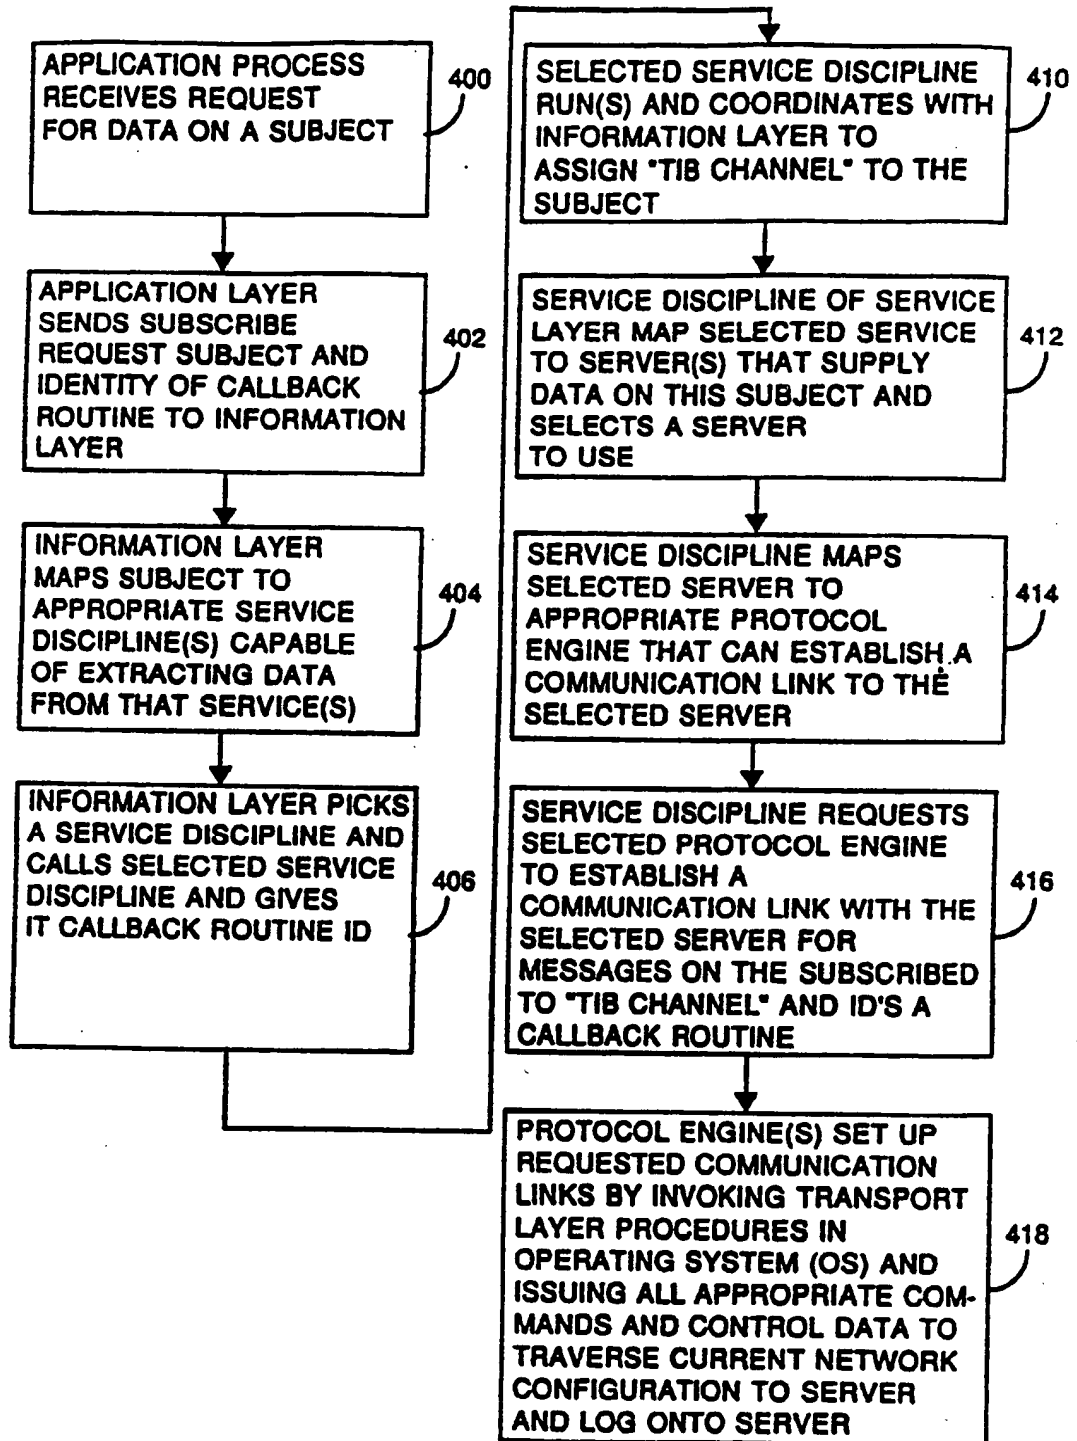 APPLICATION PROCESS
RECEIVES REQUEST
FOR DATA ON A SUBJECT
400
APPLICATION LAYER
SENDS SUBSCRIBE
REQUEST SUBJECT AND
IDENTITY OF CALLBACK
ROUTINE TO INFORMATION
LAYER
402
INFORMATION LAYER
MAPS SUBJECT TO
APPROPRIATE SERVICE
DISCIPLINE(S) CAPABLE
OF EXTRACTING DATA
FROM THAT SERVICE(S)
404
INFORMATION LAYER PICKS
A SERVICE DISCIPLINE AND
CALLS SELECTED SERVICE
DISCIPLINE AND GIVES
IT CALLBACK ROUTINE ID
406
SELECTED SERVICE DISCIPLINE
RUN(S) AND COORDINATES WITH
INFORMATION LAYER TO
ASSIGN "TIB CHANNEL" TO THE
SUBJECT
410
SERVICE DISCIPLINE OF SERVICE
LAYER MAP SELECTED SERVICE
TO SERVER(S) THAT SUPPLY
DATA ON THIS SUBJECT AND
SELECTS A SERVER
TO USE
412
SERVICE DISCIPLINE MAPS
SELECTED SERVER TO
APPROPRIATE PROTOCOL
ENGINE THAT CAN ESTABLISH A
COMMUNICATION LINK TO THE
SELECTED SERVER
414
SERVICE DISCIPLINE REQUESTS
SELECTED PROTOCOL ENGINE
TO ESTABLISH A
COMMUNICATION LINK WITH THE
SELECTED SERVER FOR
MESSAGES ON THE SUBSCRIBED
TO "TIB CHANNEL" AND ID'S A
CALLBACK ROUTINE
416
PROTOCOL ENGINE(S) SET UP
REQUESTED COMMUNICATION
LINKS BY INVOKING TRANSPORT
LAYER PROCEDURES IN
OPERATING SYSTEM (OS) AND
ISSUING ALL APPROPRIATE COM-
MANDS AND CONTROL DATA TO
TRAVERSE CURRENT NETWORK
CONFIGURATION TO SERVER
AND LOG ONTO SERVER
418